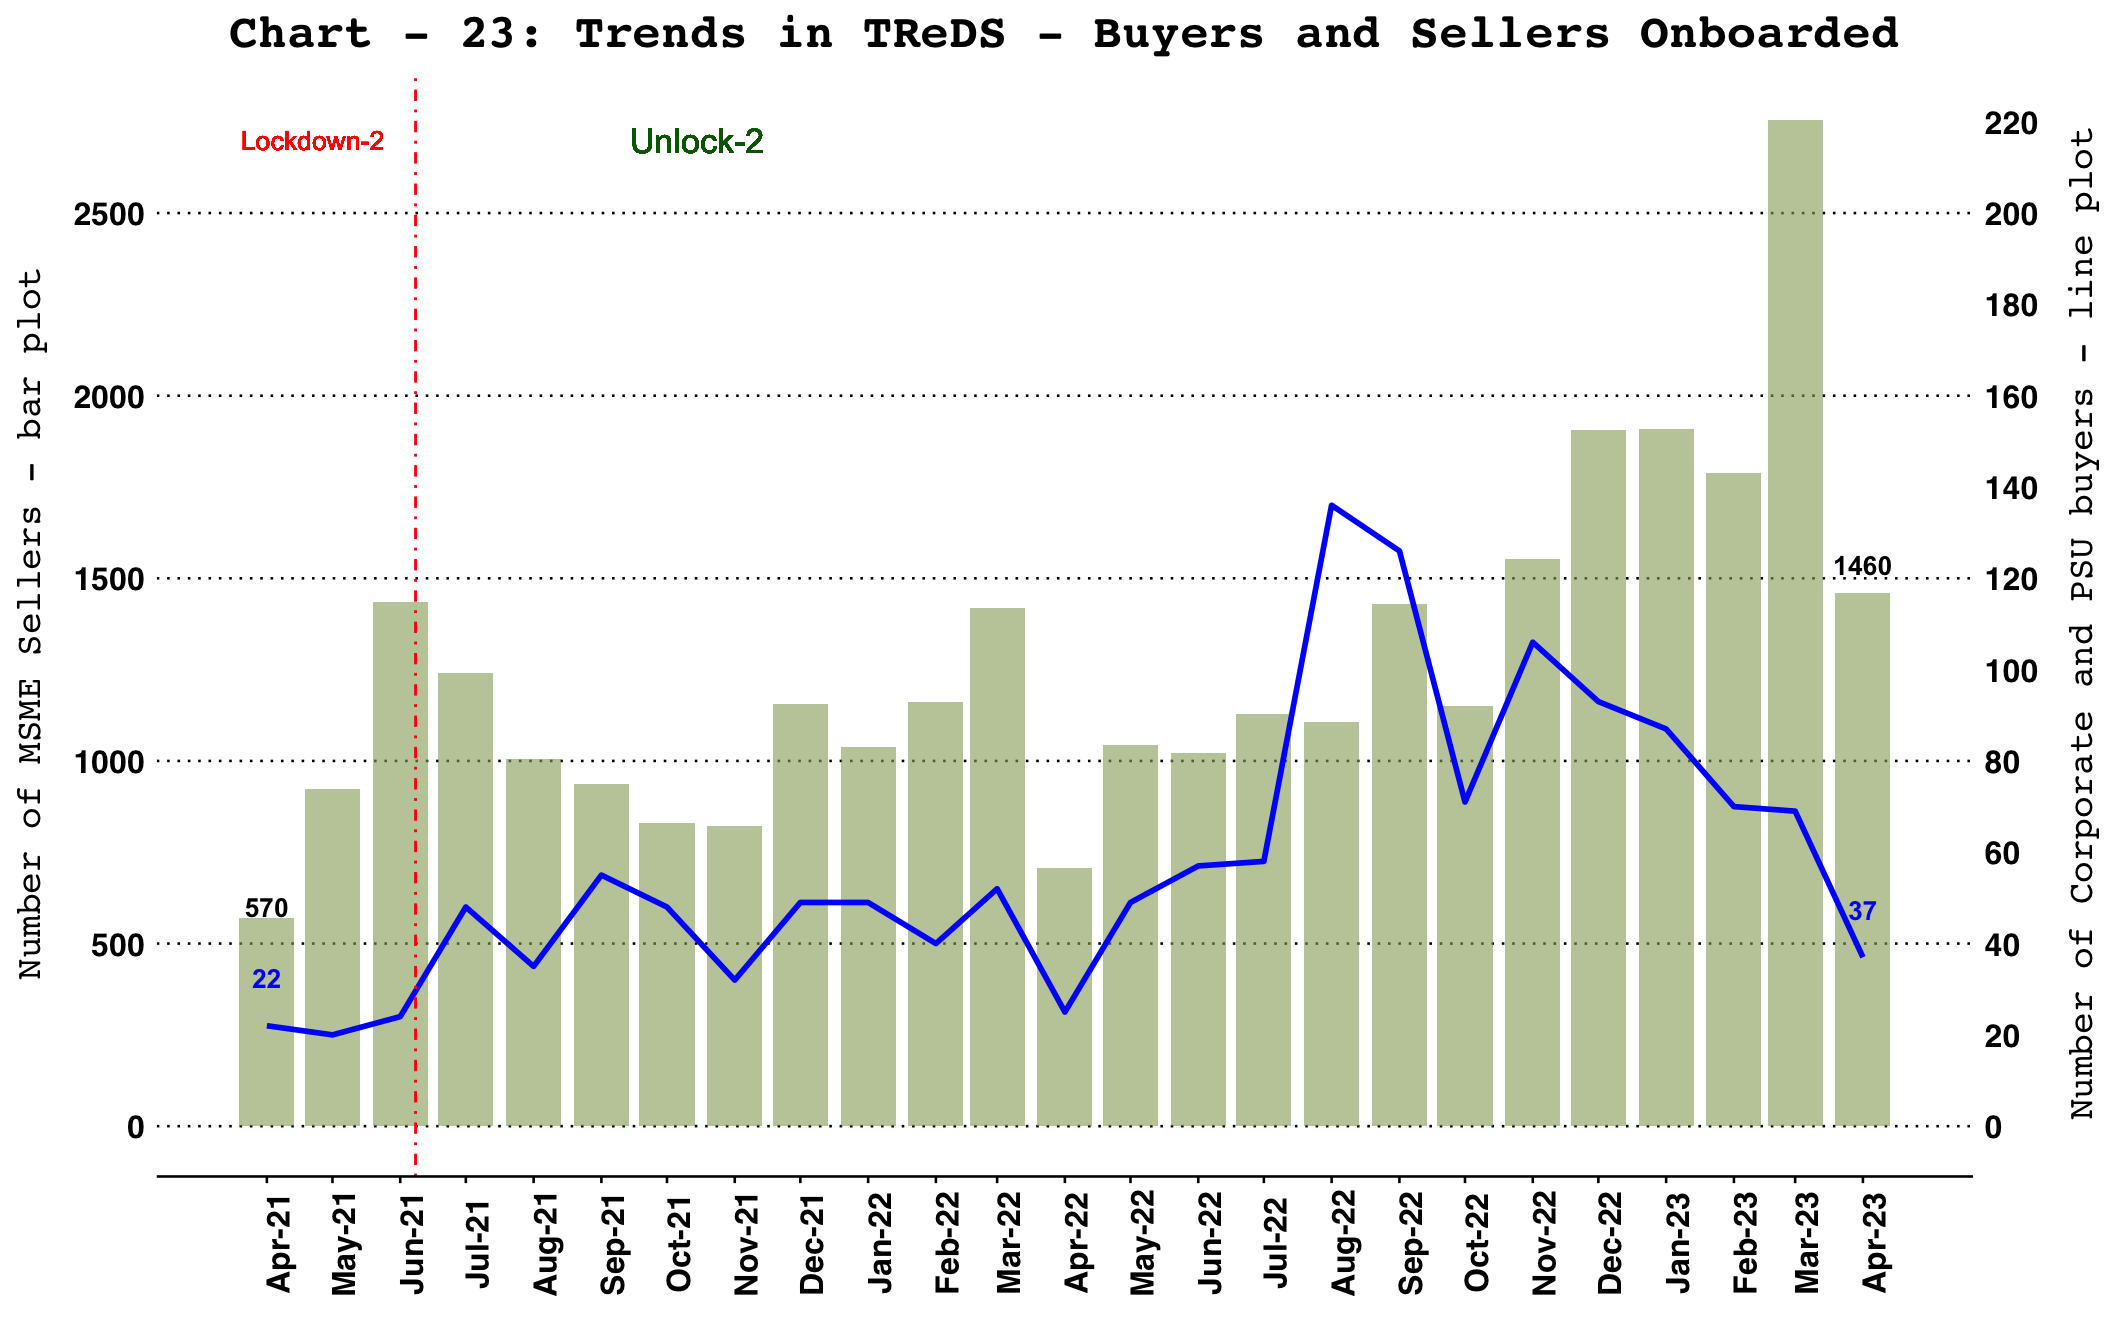 Chart - 23: Trends in TReDS - Buyers and Sellers Onboarded
Lockdown-2
Unlock-2
Number of MSME Sellers - bar plot
2500
2000
1500
1000
500
0
220
200
180
160
140
120
100
80
60
40
20
0
Number of Corporate and PSU buyers - line plot
570
22
1460
37
Apr-21
May-21
Jun-21
Jul-21
Aug-21
Sep-21
Oct-21
Nov-21
Dec-21
Jan-22
Feb-22
Mar-22
Apr-22
May-22
Jun-22
Jul-22
Aug-22
Sep-22
Oct-22
Nov-22
Dec-22
Jan-23
Feb-23
Mar-23
Apr-23